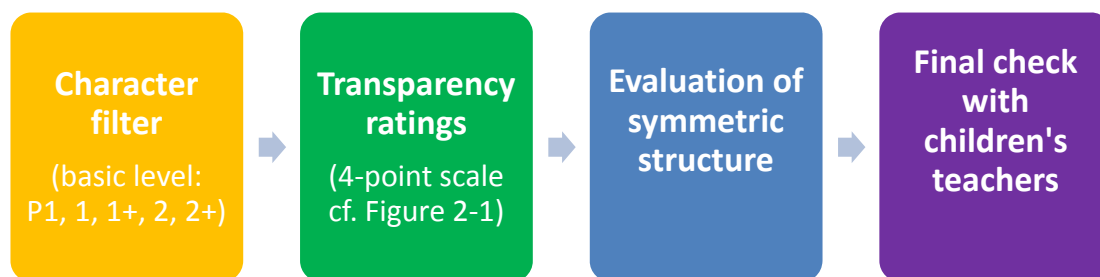 Character
filter
(basic level:
P1, 1, 1+, 2, 2+)
Transparency
ratings
(4-point scale
cf. Figure 2-1)
Evaluation of
symmetric
structure
Final check
with
children's
teachers